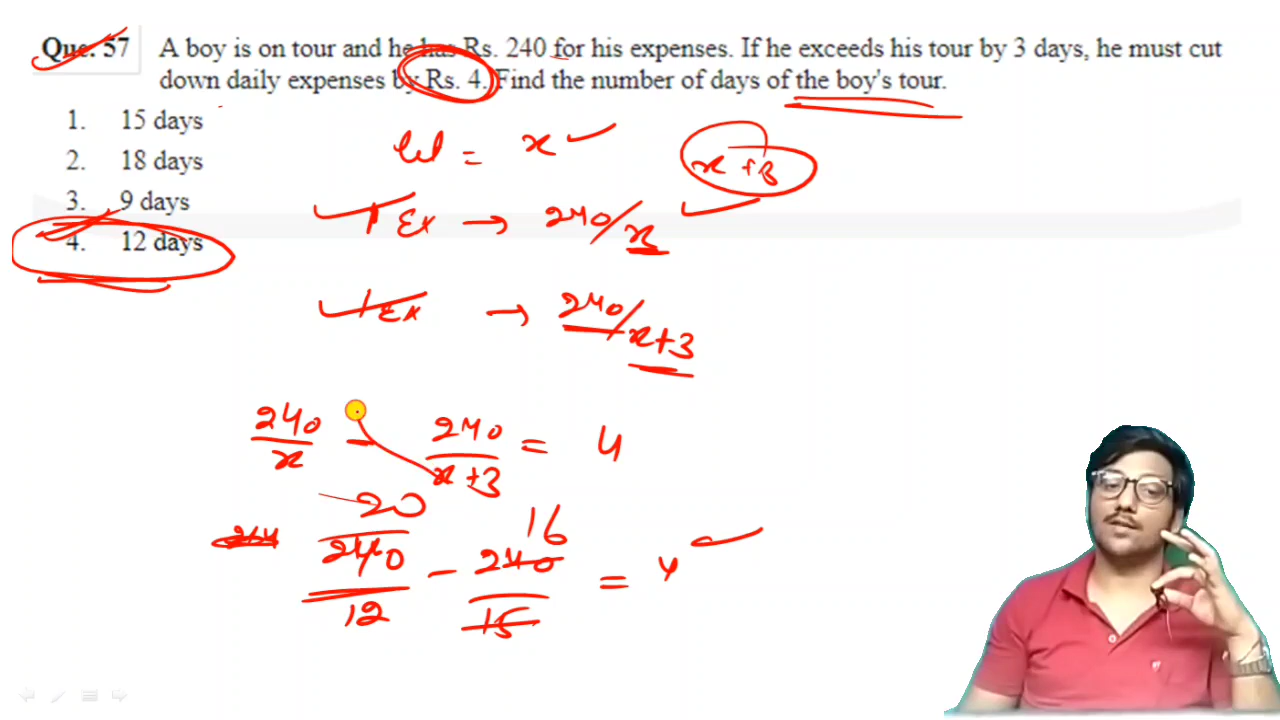 Que. 57 A boy is on tour and he has Rs. 240 for his expenses. If he exceeds his tour by 3 days, he must cut
down daily expenses by Rs. 4. Find the number of days of the boy's tour.
1. 15 days
2. 18 days
3. 9 days
4. 12 days
= x
x + 3
1 Ex → 240/x
1 Ex → 240/x+3
240/x - 240/x+3 = 4
20 16
240/12 - 240/15 = 4